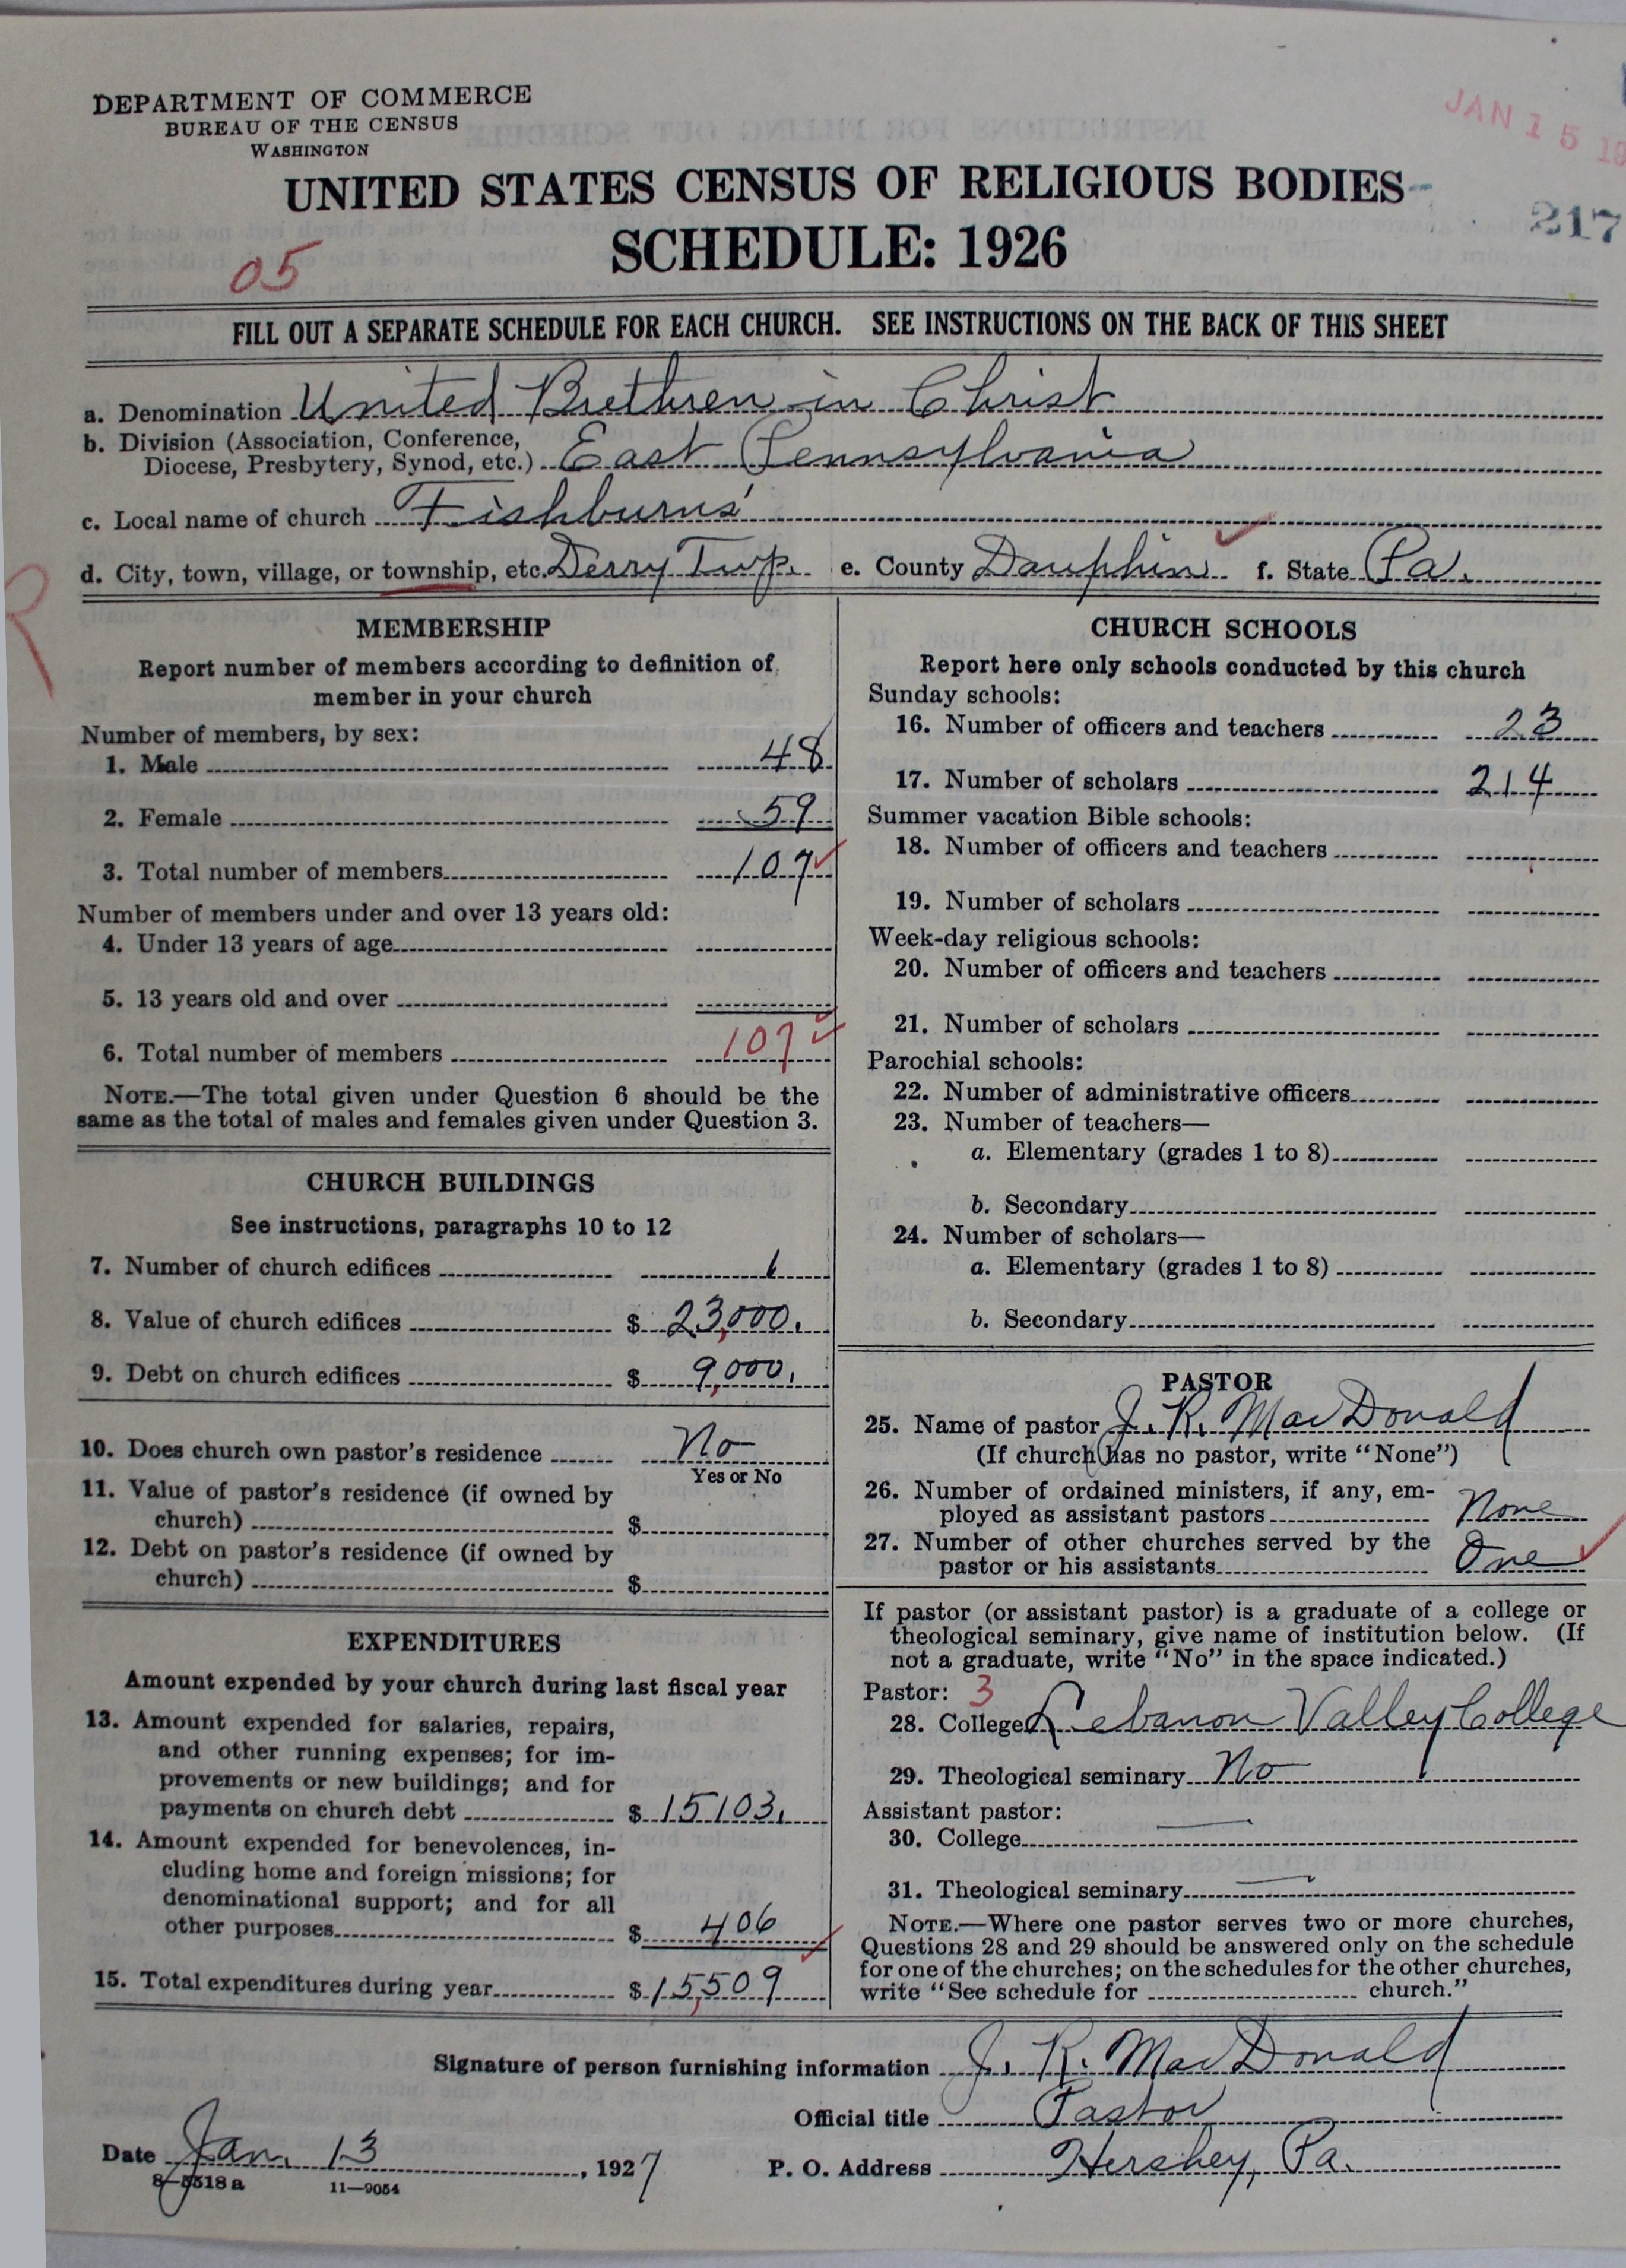 DEPARTMENT OF COMMERCE
BUREAU OF THE CENSUS
WASHINGTON
JAN 15 19
UNITED STATES CENSUS OF RELIGIOUS BODIES
217
SCHEDULE: 1926
05
FILL OUT A SEPARATE SCHEDULE FOR EACH CHURCH. SEE INSTRUCTIONS ON THE BACK OF THIS SHEET
a. Denomination United Brethren in Christ
b. Division (Association, Conference,
Diocese, Presbytery, Synod, etc.) East Pennsylvania
c. Local name of church Fishburns'
d. City, town, village, or township, etc. Derry Twp. e. County Dauphin f. State Pa.
R
MEMBERSHIP
Report number of members according to definition of
member in your church
Number of members, by sex:
1. Male 48
2. Female 59
3. Total number of members 107
Number of members under and over 13 years old:
4. Under 13 years of age
5. 13 years old and over
6. Total number of members 107
NOTE.—The total given under Question 6 should be the
same as the total of males and females given under Question 3.
CHURCH BUILDINGS
See instructions, paragraphs 10 to 12
7. Number of church edifices 1
8. Value of church edifices $ 23,000.
9. Debt on church edifices $ 9,000.
10. Does church own pastor's residence No
Yes or No
11. Value of pastor's residence (if owned by
church) $
12. Debt on pastor's residence (if owned by
church) $
EXPENDITURES
Amount expended by your church during last fiscal year
13. Amount expended for salaries, repairs,
and other running expenses; for im-
provements or new buildings; and for
payments on church debt $ 15103.
14. Amount expended for benevolences, in-
cluding home and foreign missions; for
denominational support; and for all
other purposes $ 406
15. Total expenditures during year $ 15,509
CHURCH SCHOOLS
Report here only schools conducted by this church
Sunday schools:
16. Number of officers and teachers 23
17. Number of scholars 214
Summer vacation Bible schools:
18. Number of officers and teachers
19. Number of scholars
Week-day religious schools:
20. Number of officers and teachers
21. Number of scholars
Parochial schools:
22. Number of administrative officers
23. Number of teachers—
a. Elementary (grades 1 to 8)
b. Secondary
24. Number of scholars—
a. Elementary (grades 1 to 8)
b. Secondary
PASTOR
25. Name of pastor J. R. MacDonald
(If church has no pastor, write "None")
26. Number of ordained ministers, if any, em-
ployed as assistant pastors None
27. Number of other churches served by the
pastor or his assistants One
If pastor (or assistant pastor) is a graduate of a college or
theological seminary, give name of institution below. (If
not a graduate, write "No" in the space indicated.)
Pastor: 3
28. College Lebanon Valley College
29. Theological seminary No
Assistant pastor:
30. College —
31. Theological seminary —
NOTE.—Where one pastor serves two or more churches,
Questions 28 and 29 should be answered only on the schedule
for one of the churches; on the schedules for the other churches,
write "See schedule for church."
Signature of person furnishing information J. R. MacDonald
Official title Pastor
Date Jan. 13, 1927 P. O. Address Hershey, Pa.
8—5518 a 11—9054